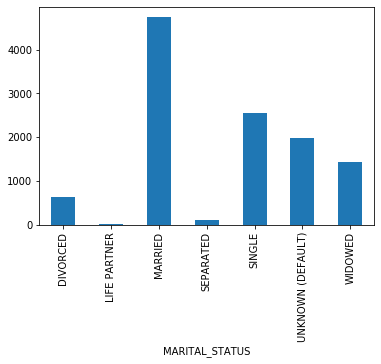 4000
3000
2000
1000
0
DIVORCED
LIFE PARTNER
MARRIED
SEPARATED
SINGLE
UNKNOWN (DEFAULT)
WIDOWED
MARITAL_STATUS